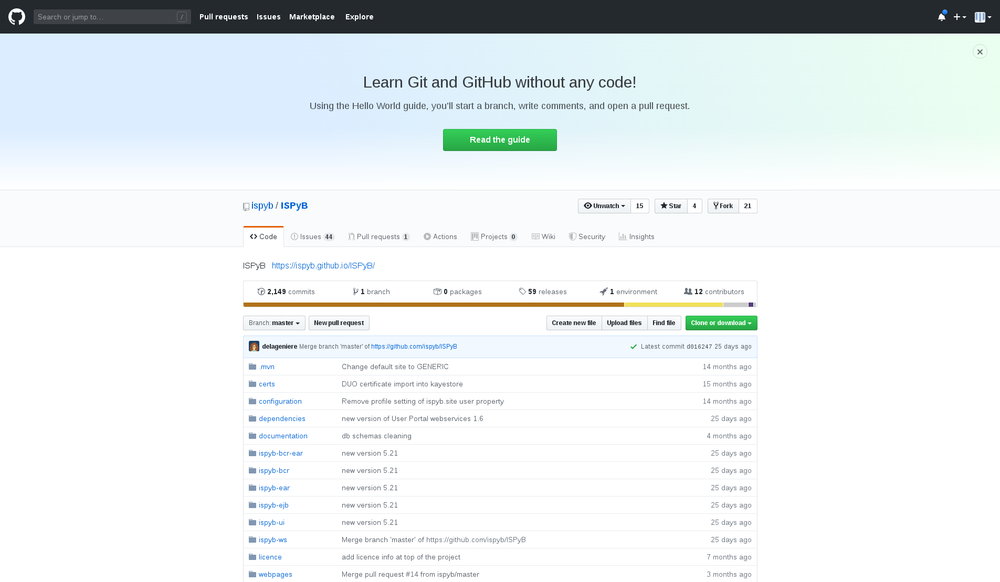 Search or jump to… / Pull requests Issues Marketplace Explore
Learn Git and GitHub without any code!
Using the Hello World guide, you’ll start a branch, write comments, and open a pull request.
Read the guide
ispyb / ISPyB Unwatch 15 Star 4 Fork 21
Code Issues 44 Pull requests 1 Actions Projects 0 Wiki Security Insights
ISPyB https://ispyb.github.io/ISPyB/
2,149 commits 1 branch 0 packages 59 releases 1 environment 12 contributors
Branch: master New pull request Create new file Upload files Find file Clone or download
delageniere Merge branch 'master' of https://github.com/ispyb/ISPyB Latest commit d016247 25 days ago
.mvn Change default site to GENERIC 14 months ago
certs DUO certificate import into kayestore 15 months ago
configuration Remove profile setting of ispyb.site user property 14 months ago
dependencies new version of User Portal webservices 1.6 25 days ago
documentation db schemas cleaning 4 months ago
ispyb-bcr-ear new version 5.21 25 days ago
ispyb-bcr new version 5.21 25 days ago
ispyb-ear new version 5.21 25 days ago
ispyb-ejb new version 5.21 25 days ago
ispyb-ui new version 5.21 25 days ago
ispyb-ws Merge branch 'master' of https://github.com/ispyb/ISPyB 25 days ago
licence add licence info at top of the project 7 months ago
webpages Merge pull request #14 from ispyb/master 3 months ago